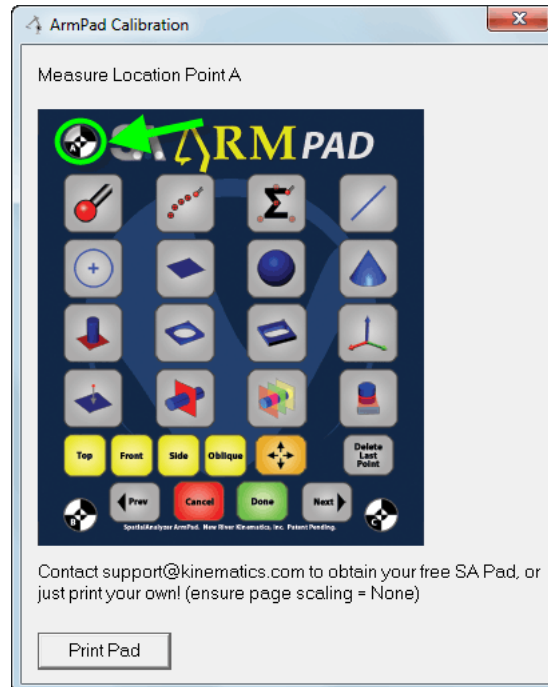 ArmPad Calibration
Measure Location Point A
A SA ARMPAD
Top Front Side Oblique Delete Last Point
B Prev Cancel Done Next C
SpatialAnalyzer ArmPad. New River Kinematics, Inc. Patent Pending.
Contact support@kinematics.com to obtain your free SA Pad, or
just print your own! (ensure page scaling = None)
Print Pad